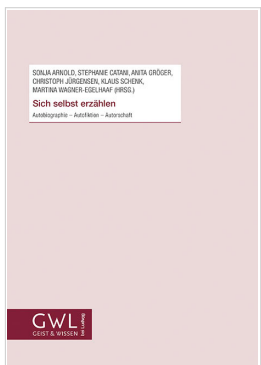 SONJA ARNOLD, STEPHANIE CATANI, ANITA GRÖGER,
CHRISTOPH JÜRGENSEN, KLAUS SCHENK,
MARTINA WAGNER-EGELHAAF (HRSG.)
Sich selbst erzählen
Autobiographie – Autofiktion – Autorschaft
GWL
GEIST & WISSEN